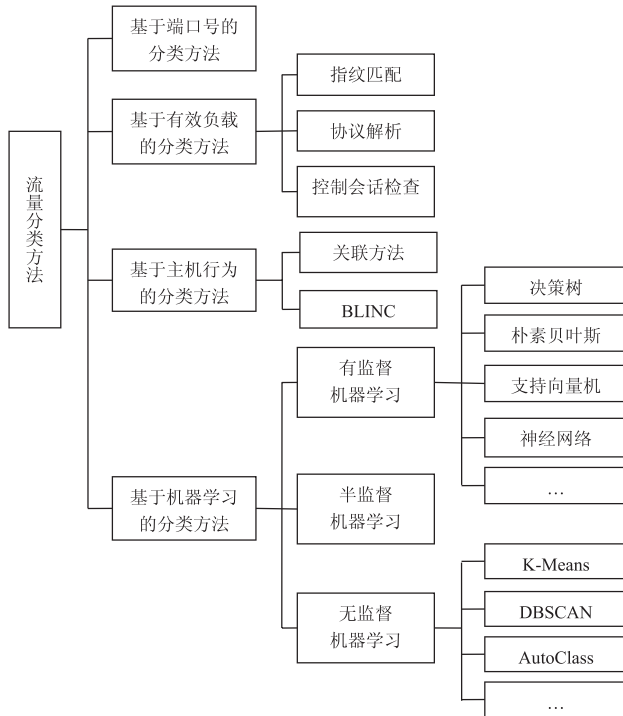 流量分类方法
基于端口号的
分类方法
基于有效负载
的分类方法
指纹匹配
协议解析
控制会话检查
基于主机行为
的分类方法
关联方法
BLINC
基于机器学习
的分类方法
有监督
机器学习
决策树
朴素贝叶斯
支持向量机
神经网络
…
半监督
机器学习
无监督
机器学习
K-Means
DBSCAN
AutoClass
…